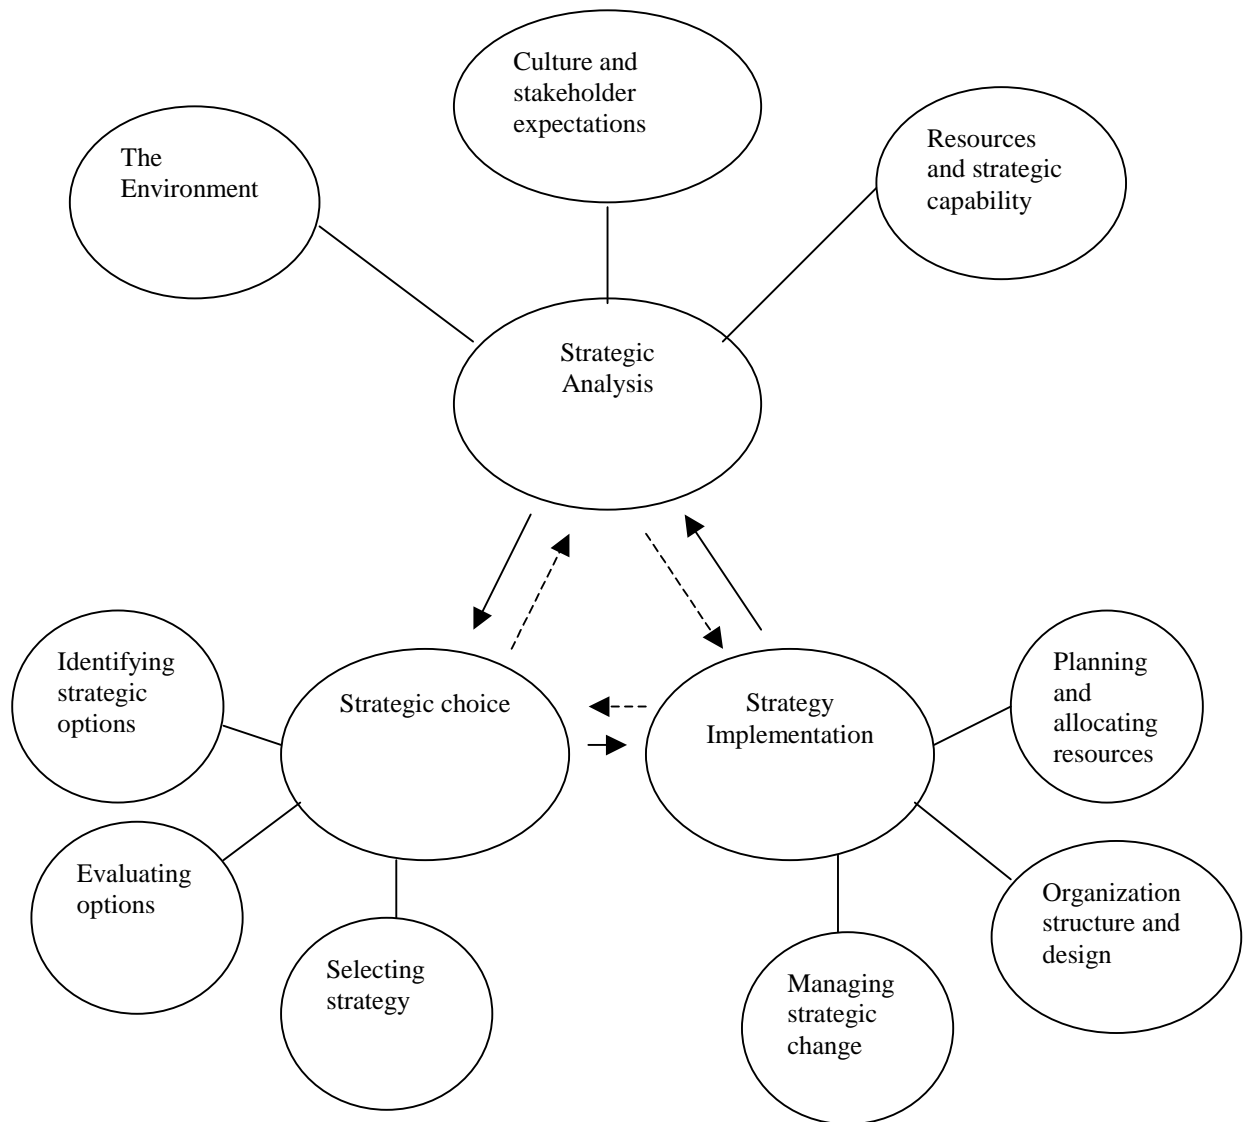 Culture and
stakeholder
expectations
The
Environment
Resources
and strategic
capability
Strategic
Analysis
Identifying
strategic
options
Strategic choice
Strategy
Implementation
Planning
and
allocating
resources
Evaluating
options
Organization
structure and
design
Selecting
strategy
Managing
strategic
change